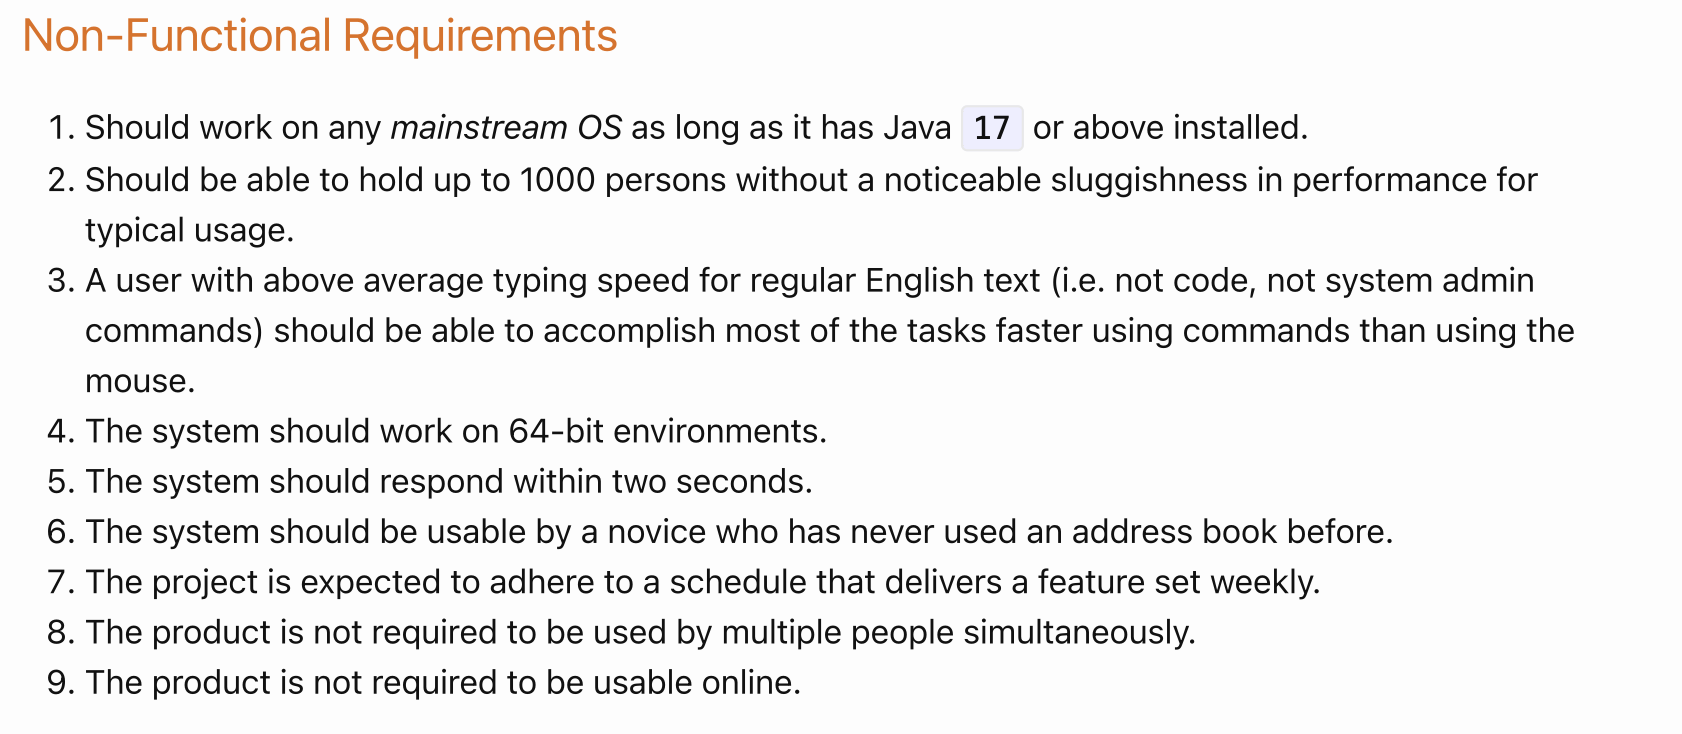 Non-Functional Requirements
1. Should work on any mainstream OS as long as it has Java 17 or above installed.
2. Should be able to hold up to 1000 persons without a noticeable sluggishness in performance for
typical usage.
3. A user with above average typing speed for regular English text (i.e. not code, not system admin
commands) should be able to accomplish most of the tasks faster using commands than using the
mouse.
4. The system should work on 64-bit environments.
5. The system should respond within two seconds.
6. The system should be usable by a novice who has never used an address book before.
7. The project is expected to adhere to a schedule that delivers a feature set weekly.
8. The product is not required to be used by multiple people simultaneously.
9. The product is not required to be usable online.